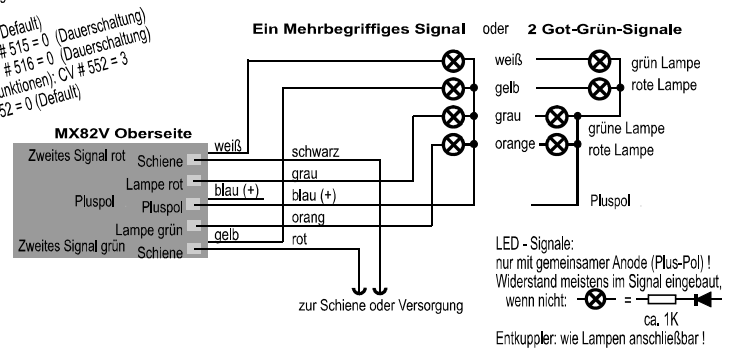 Default)
# 515 = 0 (Dauerschaltung)
# 516 = 0 (Dauerschaltung)
nktionen): CV # 552 = 3
52 = 0 (Default)
Ein Mehrbegriffiges Signal oder 2 Got-Grün-Signale
weiß
grün Lampe
gelb
rote Lampe
grau
grüne Lampe
orange
rote Lampe
Pluspol
MX82V Oberseite
Zweites Signal rot
Schiene
weiß
schwarz
Lampe rot
grau
Pluspol
Pluspol
blau (+)
blau (+)
Lampe grün
orang
Zweites Signal grün
Schiene
gelb
rot
zur Schiene oder Versorgung
LED - Signale:
nur mit gemeinsamer Anode (Plus-Pol) !
Widerstand meistens im Signal eingebaut,
wenn nicht: =
ca. 1K
Entkuppler: wie Lampen anschließbar !